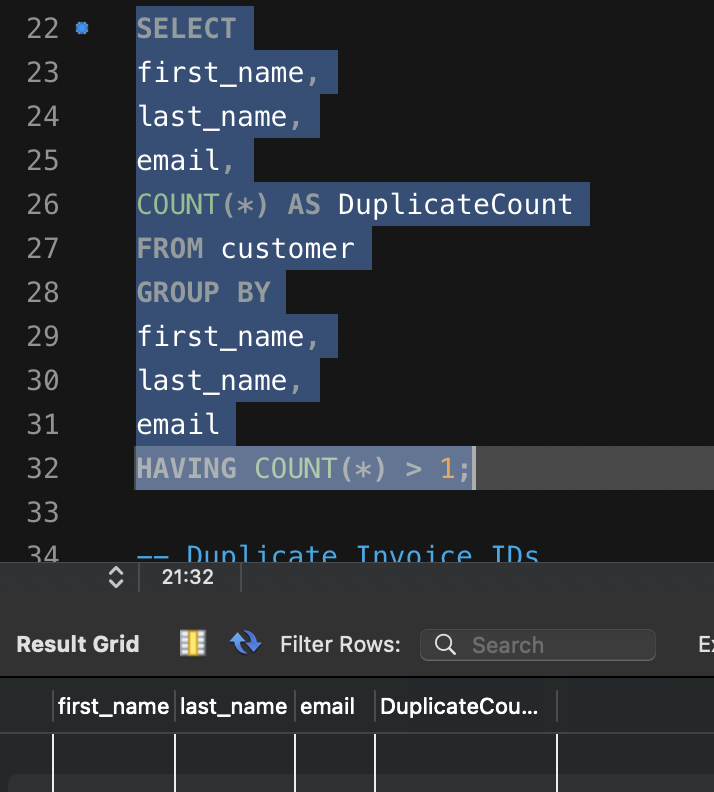 22 SELECT
23 first_name,
24 last_name,
25 email,
26 COUNT(*) AS DuplicateCount
27 FROM customer
28 GROUP BY
29 first_name,
30 last_name,
31 email
32 HAVING COUNT(*) > 1;
33
34 -- Duplicate Invoice IDs
21:32
Result Grid Filter Rows: Search Ex
first_name last_name email DuplicateCou...